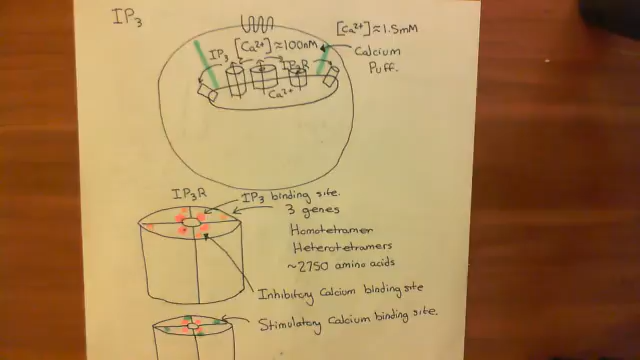 IP₃
[Ca²⁺] ≈ 1.5mM
[Ca²⁺] ≈ 100nM
Calcium
Puff.
IP₃
IP₃R
Ca²⁺
IP₃R
IP₃ binding site.
3 genes
Homotetramer
Heterotetramers
~2750 amino acids
Inhibitory Calcium binding site
Stimulatory Calcium binding site.